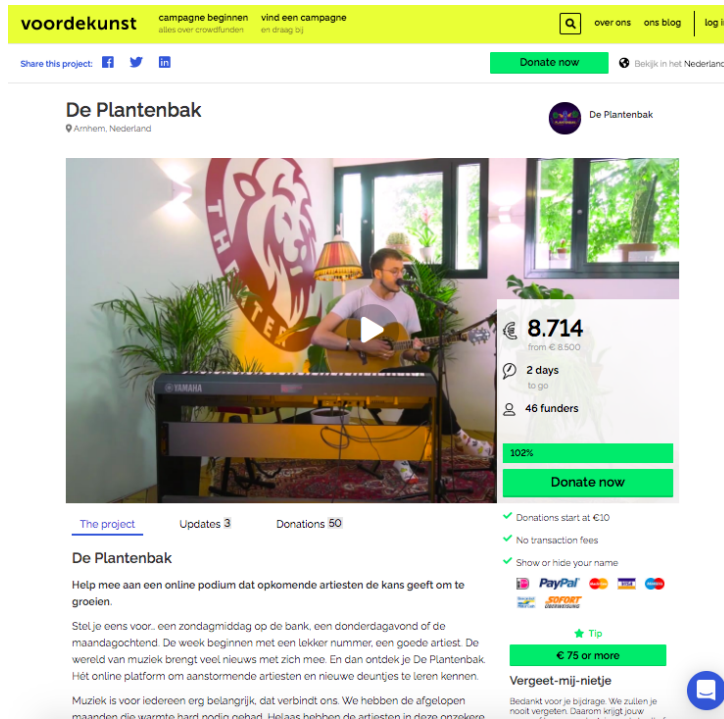 voordekunst
campagne beginnen
alles over crowdfunden
vind een campagne
en draag bij
over ons
ons blog
log i
Share this project:
Donate now
Bekijk in het Nederland
De Plantenbak
Arnhem, Nederland
De Plantenbak
THEATER
YAMAHA
8.714
from € 8.500
2 days
to go
46 funders
102%
Donate now
The project
Updates 3
Donations 50
Donations start at €10
No transaction fees
Show or hide your name
PayPal
VISA
SOFORT
Tip
€ 75 or more
Vergeet-mij-nietje
Bedankt voor je bijdrage. We zullen je
nooit vergeten. Daarom krijgt jouw
De Plantenbak
Help mee aan een online podium dat opkomende artiesten de kans geeft om te
groeien.
Stel je eens voor... een zondagmiddag op de bank, een donderdagavond of de
maandagochtend. De week beginnen met een lekker nummer, een goede artiest. De
wereld van muziek brengt veel nieuws met zich mee. En dan ontdek je De Plantenbak.
Hét online platform om aanstormende artiesten en nieuwe deuntjes te leren kennen.
Muziek is voor iedereen erg belangrijk, dat verbindt ons. We hebben de afgelopen
maanden die warmte hard nodig gehad. Helaas hebben de artiesten in deze onzekere